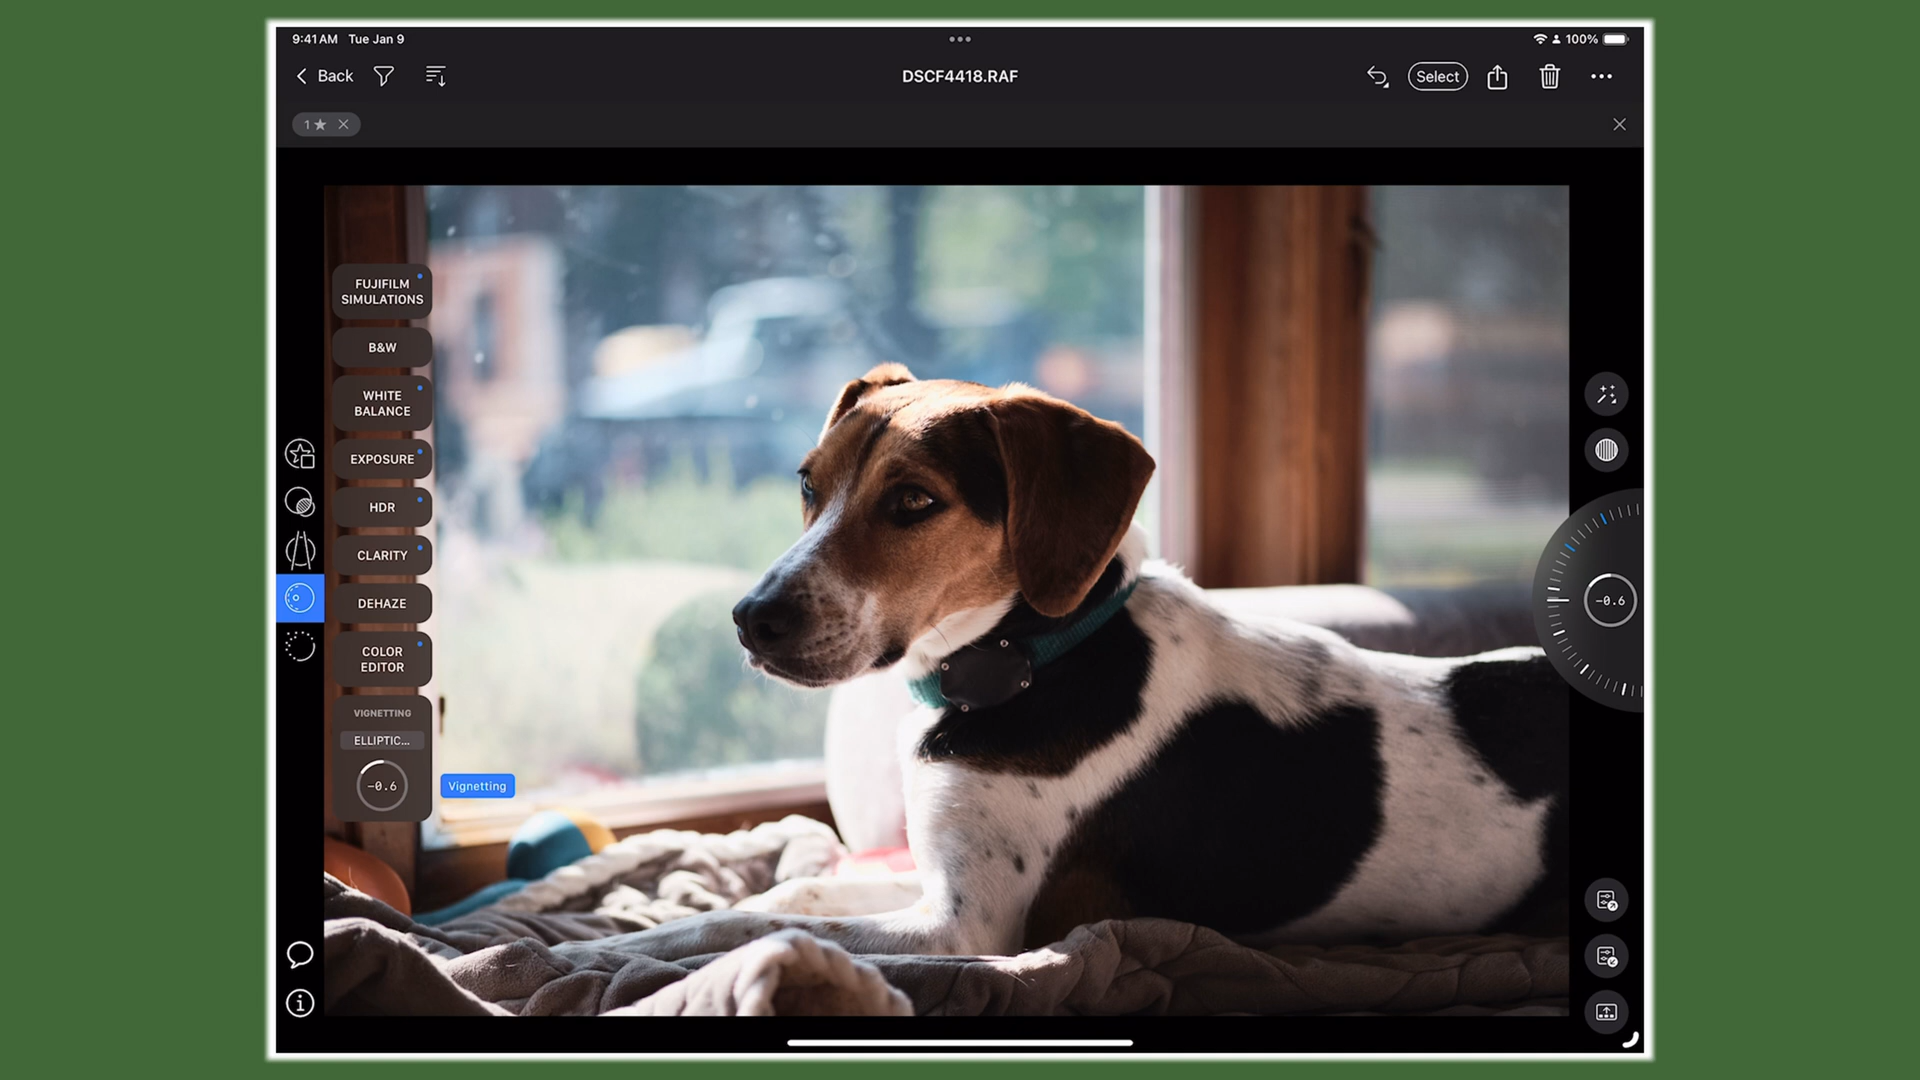 9:41 AM Tue Jan 9
100%
Back
DSCF4418.RAF
Select
1★
FUJIFILM
SIMULATIONS
B&W
WHITE
BALANCE
EXPOSURE
HDR
CLARITY
DEHAZE
COLOR
EDITOR
VIGNETTING
ELLIPTIC...
-0.6
Vignetting
-0.6